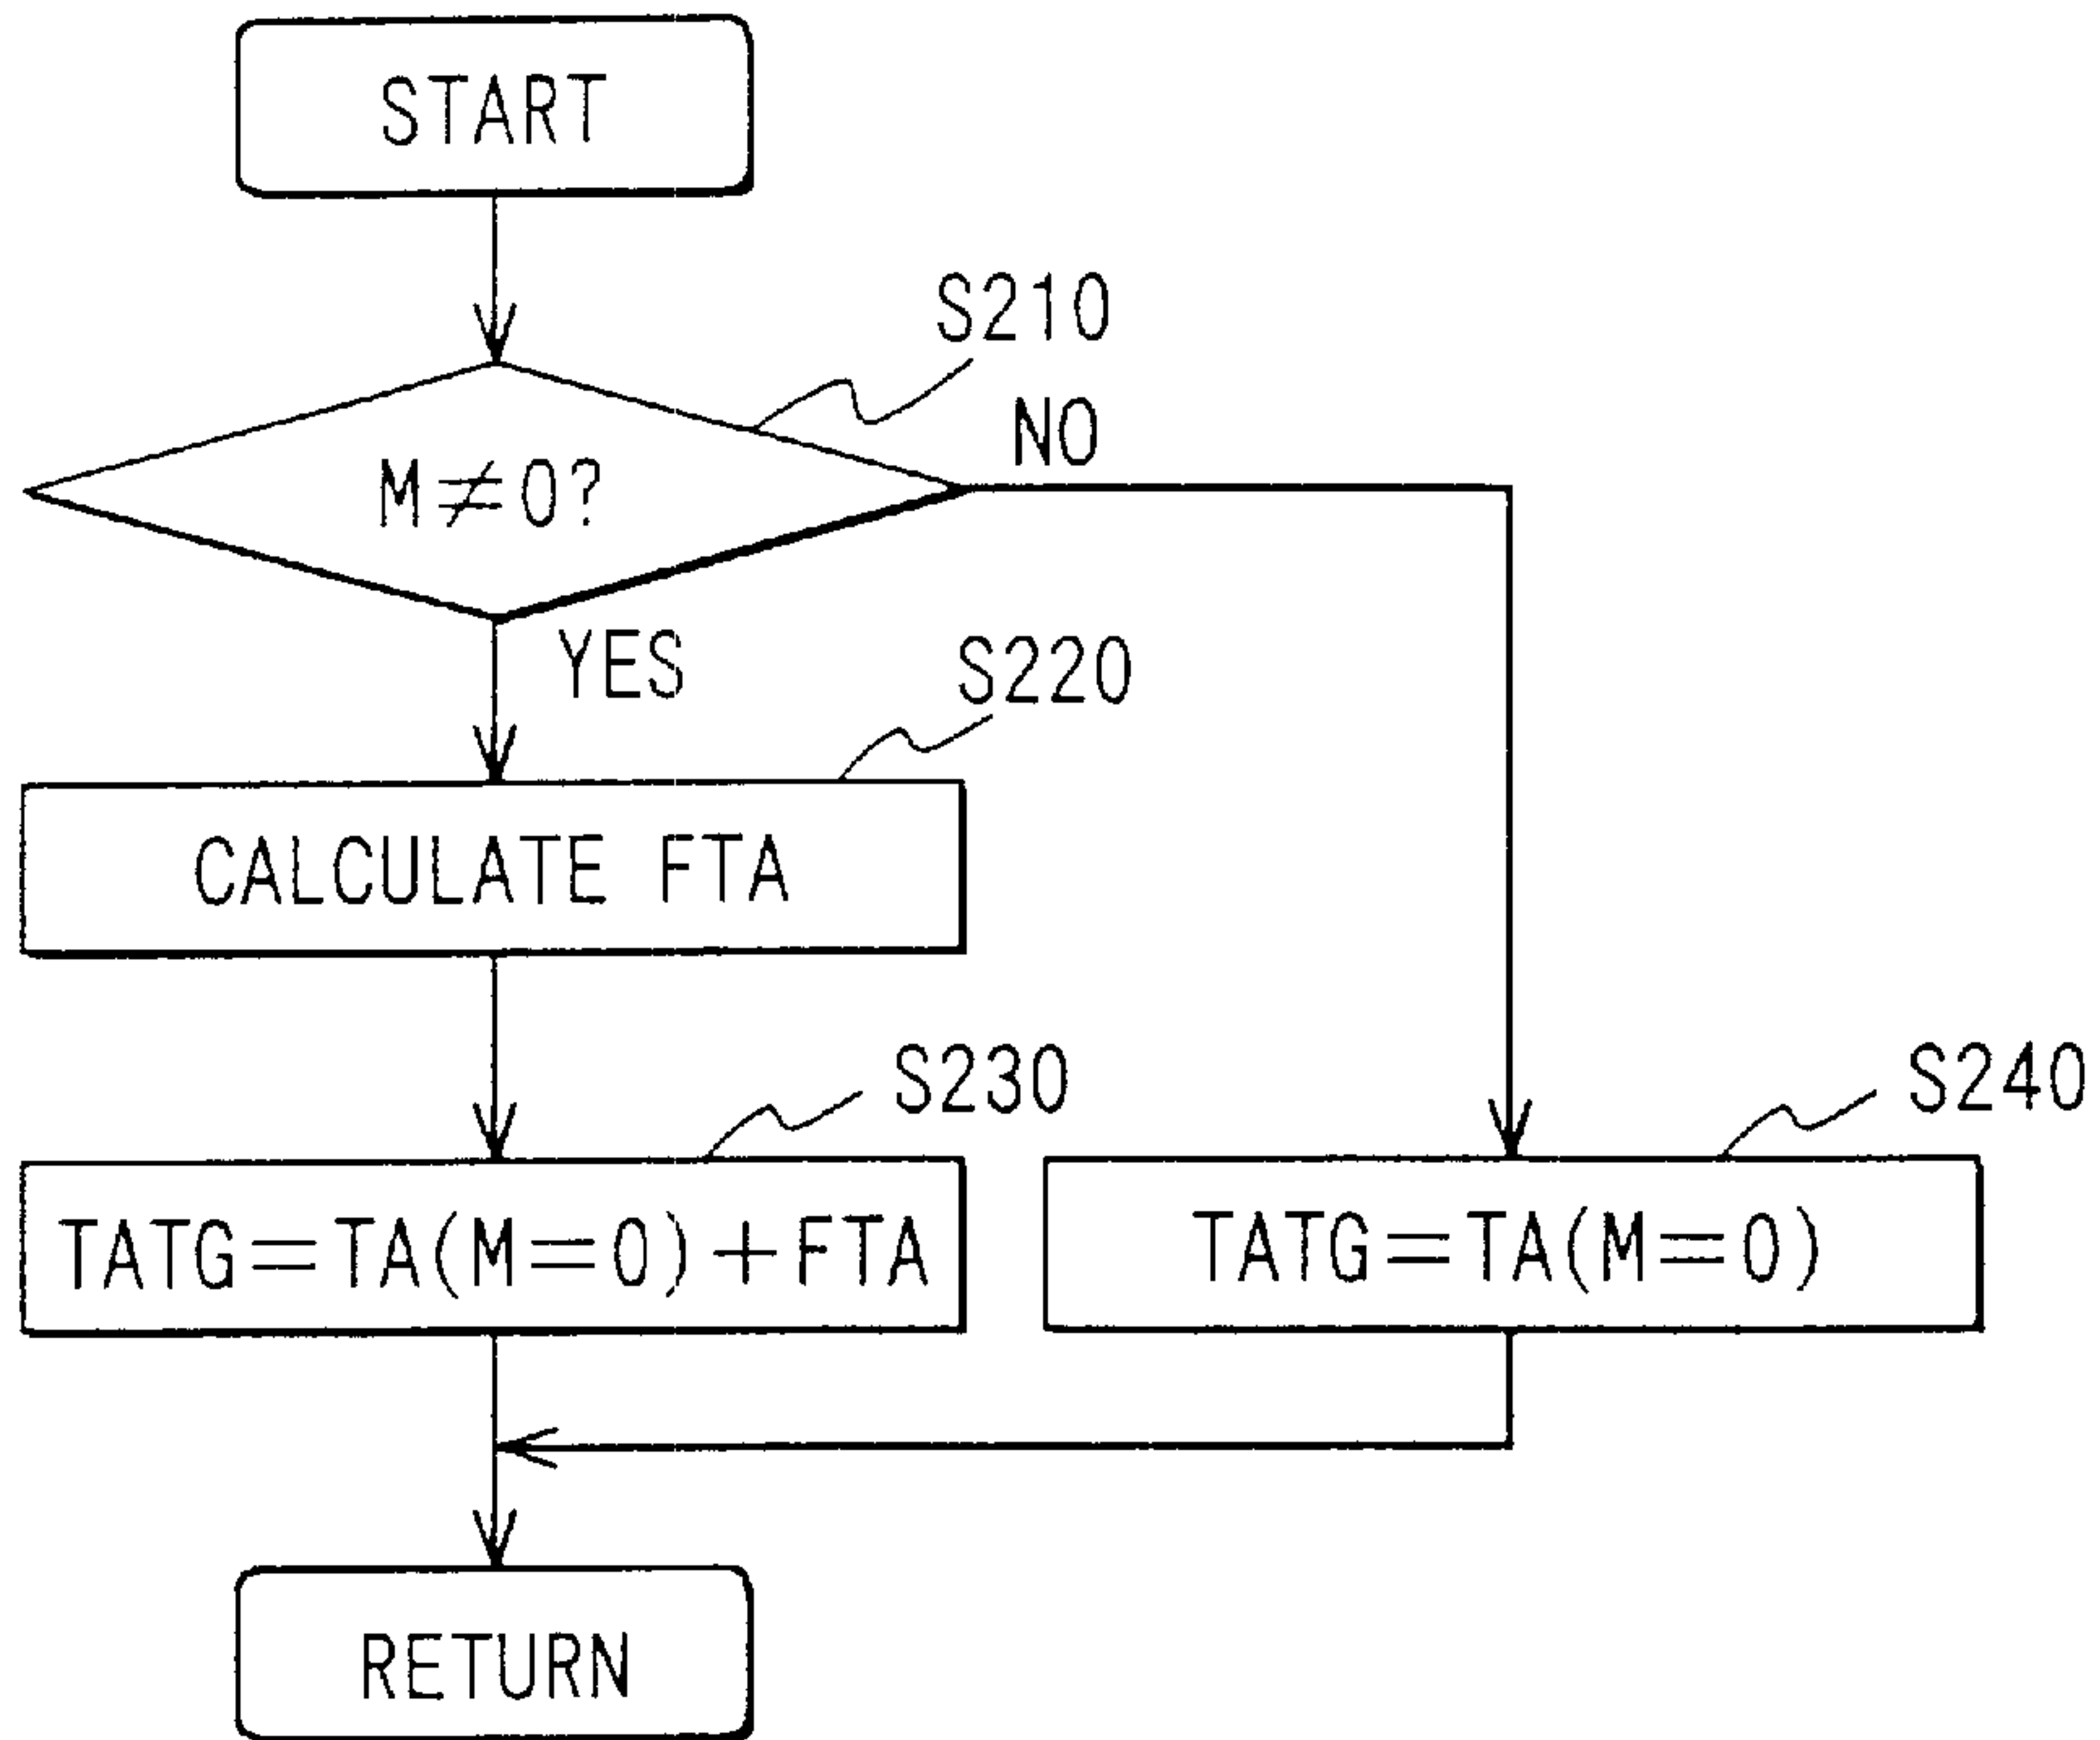 START
S210
NO
M≠0?
YES
S220
CALCULATE FTA
S230
S240
TATG=TA(M=0)+FTA
TATG=TA(M=0)
RETURN